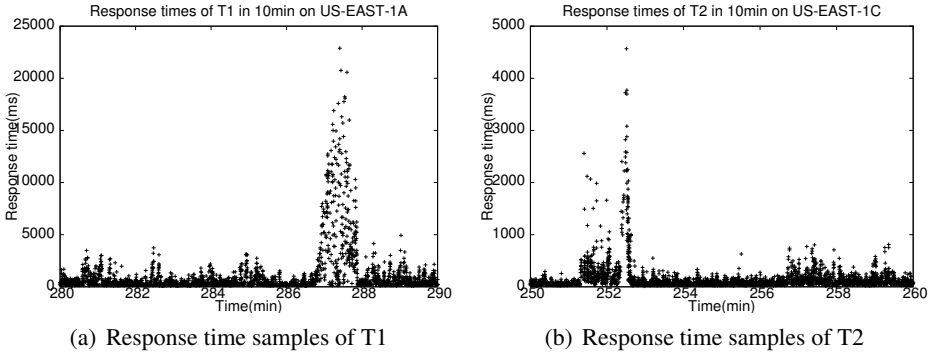 Response times of T1 in 10min on US-EAST-1A
25000
20000
15000
10000
5000
0
Response time(ms)
280 282 284 286 288 290
Time(min)
(a) Response time samples of T1
Response times of T2 in 10min on US-EAST-1C
5000
4000
3000
2000
1000
0
Response time(ms)
250 252 254 256 258 260
Time(min)
(b) Response time samples of T2